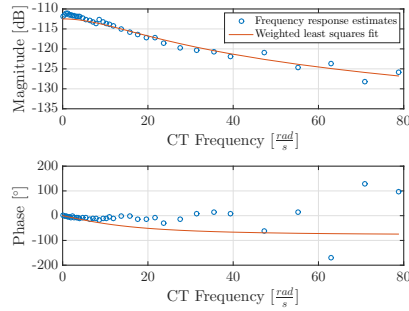 -110
-115
-120
-125
-130
-135
Magnitude [dB]
Frequency response estimates
Weighted least squares fit
0 20 40 60 80
CT Frequency [rad/s]
200
100
0
-100
-200
Phase [°]
0 20 40 60 80
CT Frequency [rad/s]